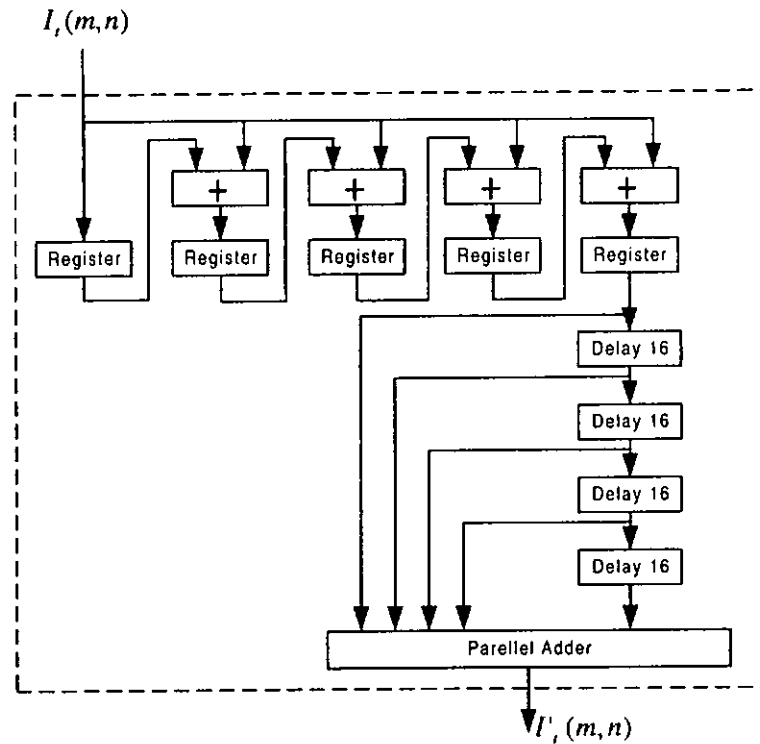 I_t(m,n)
+ + + +
Register Register Register Register Register
Delay 16
Delay 16
Delay 16
Delay 16
Parellel Adder
I'_t(m,n)